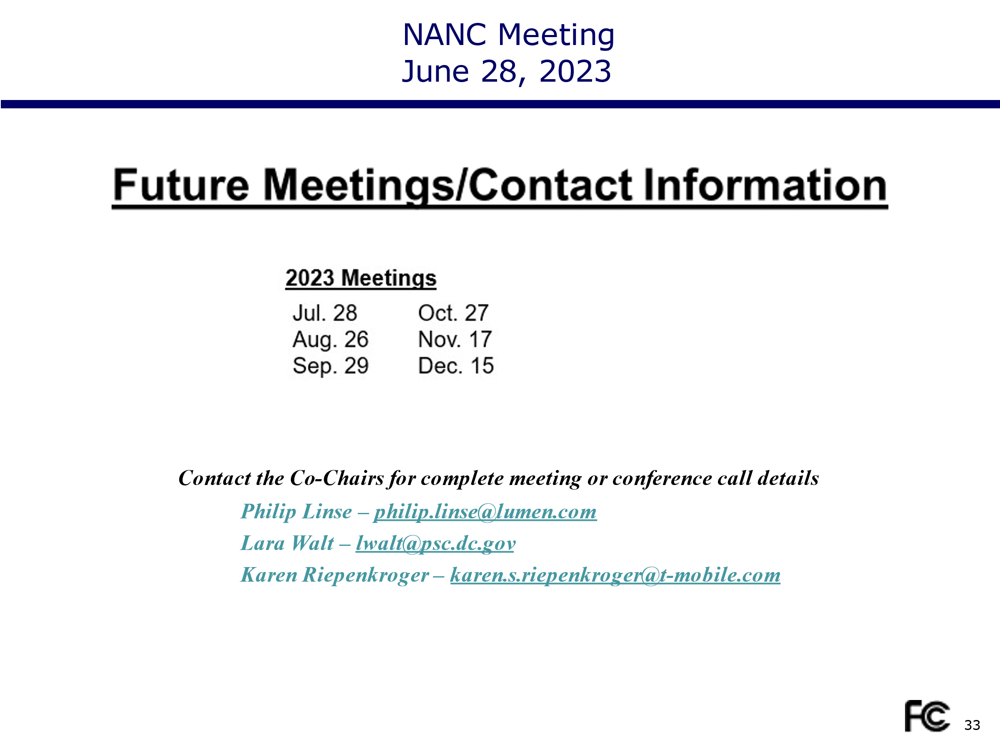 NANC Meeting
June 28, 2023
Future Meetings/Contact Information
2023 Meetings
Jul. 28 Oct. 27
Aug. 26 Nov. 17
Sep. 29 Dec. 15
Contact the Co-Chairs for complete meeting or conference call details
Philip Linse – philip.linse@lumen.com
Lara Walt – lwalt@psc.dc.gov
Karen Riepenkroger – karen.s.riepenkroger@t-mobile.com
FCC 33